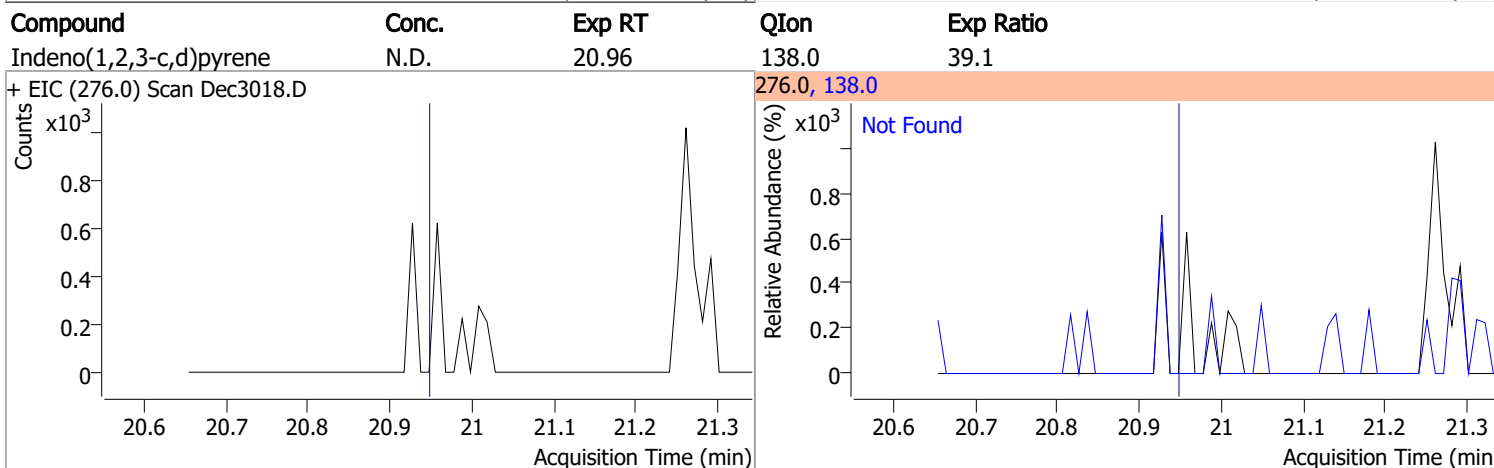 Compound Conc. Exp RT QIon Exp Ratio
Indeno(1,2,3-c,d)pyrene N.D. 20.96 138.0 39.1
+ EIC (276.0) Scan Dec3018.D
Counts
x10³
0.8
0.6
0.4
0.2
0
20.6 20.7 20.8 20.9 21 21.1 21.2 21.3
Acquisition Time (min)
276.0, 138.0
Relative Abundance (%)
x10³
Not Found
0.8
0.6
0.4
0.2
0
20.6 20.7 20.8 20.9 21 21.1 21.2 21.3
Acquisition Time (min)